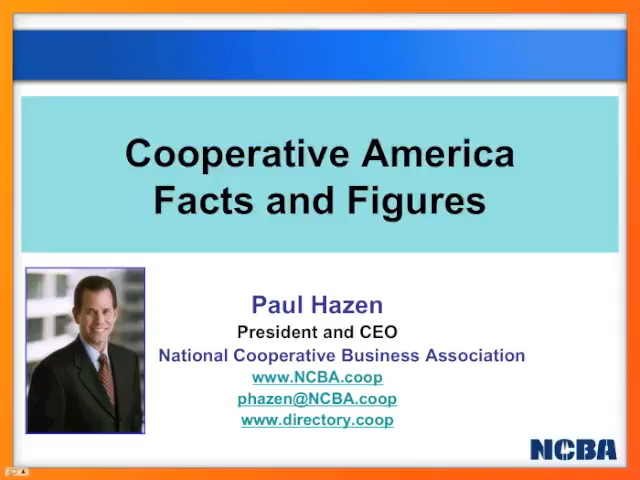 Cooperative America
Facts and Figures
Paul Hazen
President and CEO
National Cooperative Business Association
www.NCBA.coop
phazen@NCBA.coop
www.directory.coop
NCBA